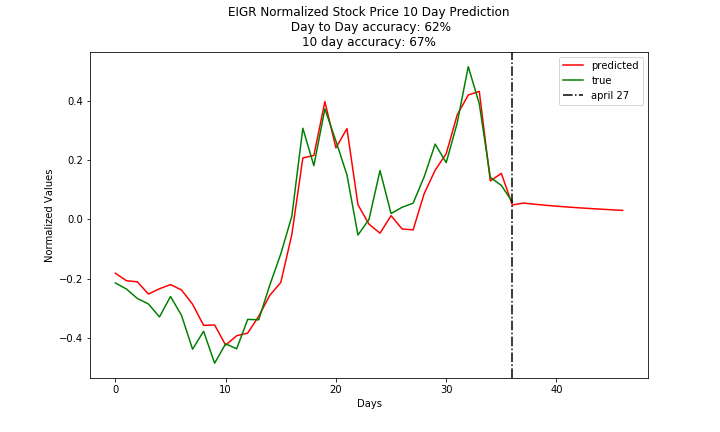 EIGR Normalized Stock Price 10 Day Prediction
Day to Day accuracy: 62%
10 day accuracy: 67%
predicted
true
april 27
Normalized Values
0.4
0.2
0.0
−0.2
−0.4
0 10 20 30 40
Days